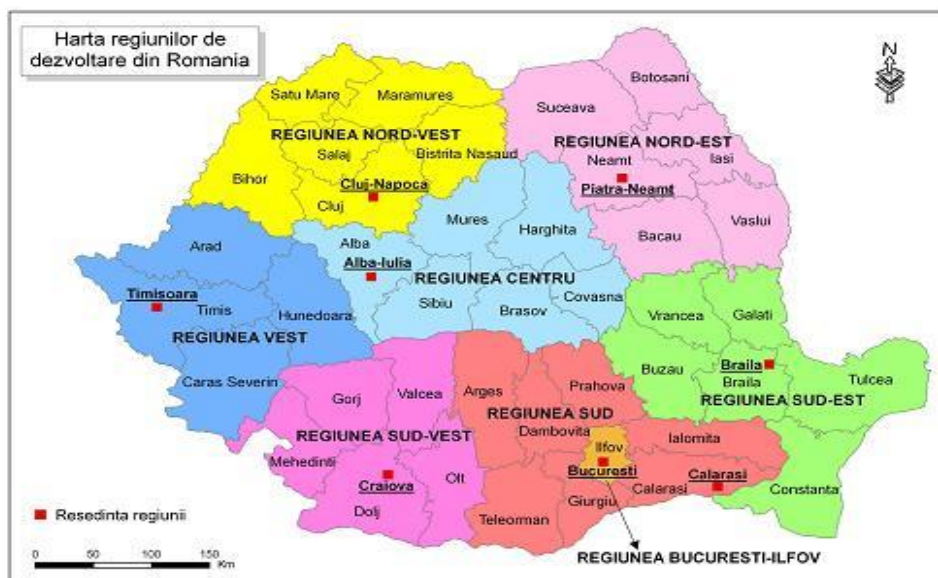 Harta regiunilor de
dezvoltare din Romania
N
Botosani
Satu Mare
Maramures
Suceava
REGIUNEA NORD-VEST
REGIUNEA NORD-EST
Salaj
Bistrita Nasaud
Neamt
Iasi
Bihor
Cluj-Napoca
Piatra-Neamt
Cluj
Mures
Vaslui
Alba
Harghita
Bacau
Arad
Alba-Iulia
REGIUNEA CENTRU
Timisoara
Covasna
Timis
Hunedoara
Sibiu
Brasov
Vrancea
Galati
REGIUNEA VEST
Caras Severin
Buzau
Braila
Braila
Tulcea
Gorj
Valcea
Arges
Prahova
REGIUNEA SUD-EST
REGIUNEA SUD
REGIUNEA SUD-VEST
Dambovita
Ilfov
Ialomita
Mehedinti
Olt
Bucuresti
Calarasi
Craiova
Calarasi
Constanta
Dolj
Giurgiu
Teleorman
Resedinta regiunii
REGIUNEA BUCURESTI-ILFOV
0 50 100 150
Km